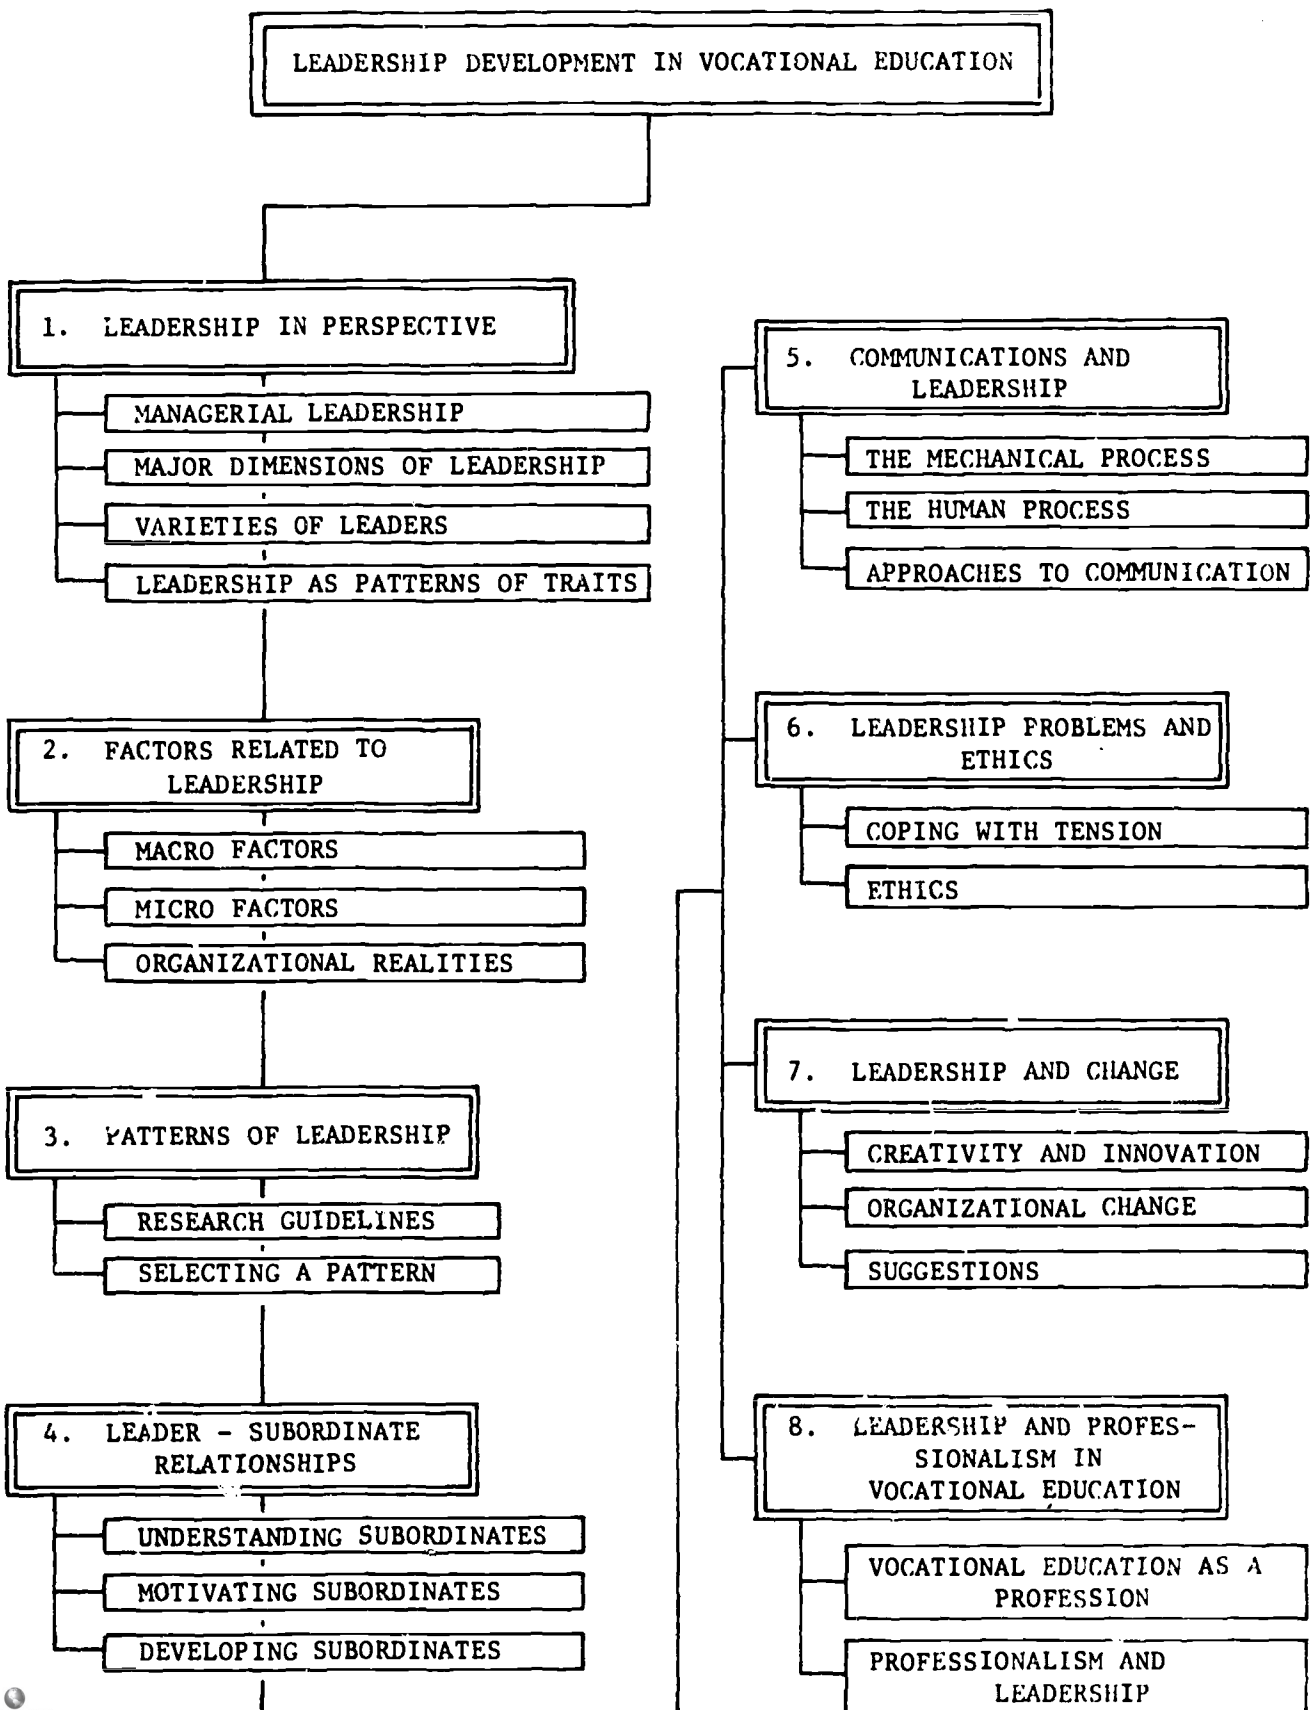 LEADERSHIP DEVELOPMENT IN VOCATIONAL EDUCATION
1. LEADERSHIP IN PERSPECTIVE
MANAGERIAL LEADERSHIP
MAJOR DIMENSIONS OF LEADERSHIP
VARIETIES OF LEADERS
LEADERSHIP AS PATTERNS OF TRAITS
2. FACTORS RELATED TO
LEADERSHIP
MACRO FACTORS
MICRO FACTORS
ORGANIZATIONAL REALITIES
3. PATTERNS OF LEADERSHIP
RESEARCH GUIDELINES
SELECTING A PATTERN
4. LEADER - SUBORDINATE
RELATIONSHIPS
UNDERSTANDING SUBORDINATES
MOTIVATING SUBORDINATES
DEVELOPING SUBORDINATES
5. COMMUNICATIONS AND
LEADERSHIP
THE MECHANICAL PROCESS
THE HUMAN PROCESS
APPROACHES TO COMMUNICATION
6. LEADERSHIP PROBLEMS AND
ETHICS
COPING WITH TENSION
ETHICS
7. LEADERSHIP AND CHANGE
CREATIVITY AND INNOVATION
ORGANIZATIONAL CHANGE
SUGGESTIONS
8. LEADERSHIP AND PROFES-
SIONALISM IN
VOCATIONAL EDUCATION
VOCATIONAL EDUCATION AS A
PROFESSION
PROFESSIONALISM AND
LEADERSHIP